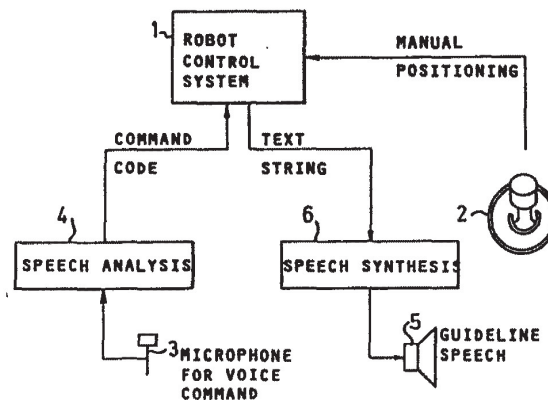 1
ROBOT
CONTROL
SYSTEM
MANUAL
POSITIONING
COMMAND
CODE
TEXT
STRING
2
4
SPEECH ANALYSIS
6
SPEECH SYNTHESIS
3
MICROPHONE
FOR VOICE
COMMAND
5
GUIDELINE
SPEECH